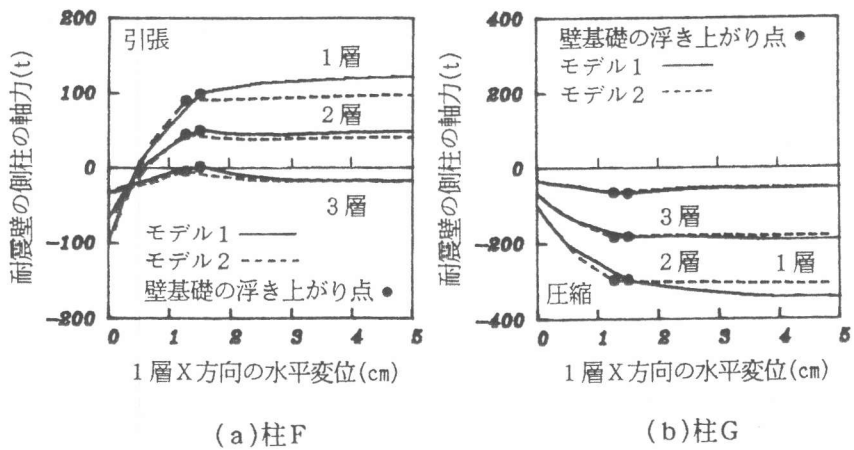 200
100
0
-100
-200
耐震壁の側柱の軸力(t)
引張
1層
2層
3層
モデル1
モデル2
壁基礎の浮き上がり点 ●
0 1 2 3 4 5
1層X方向の水平変位(cm)
(a)柱F
400
200
0
-200
-400
耐震壁の側柱の軸力(t)
壁基礎の浮き上がり点 ●
モデル1
モデル2
3層
2層 1層
圧縮
0 1 2 3 4 5
1層X方向の水平変位(cm)
(b)柱G